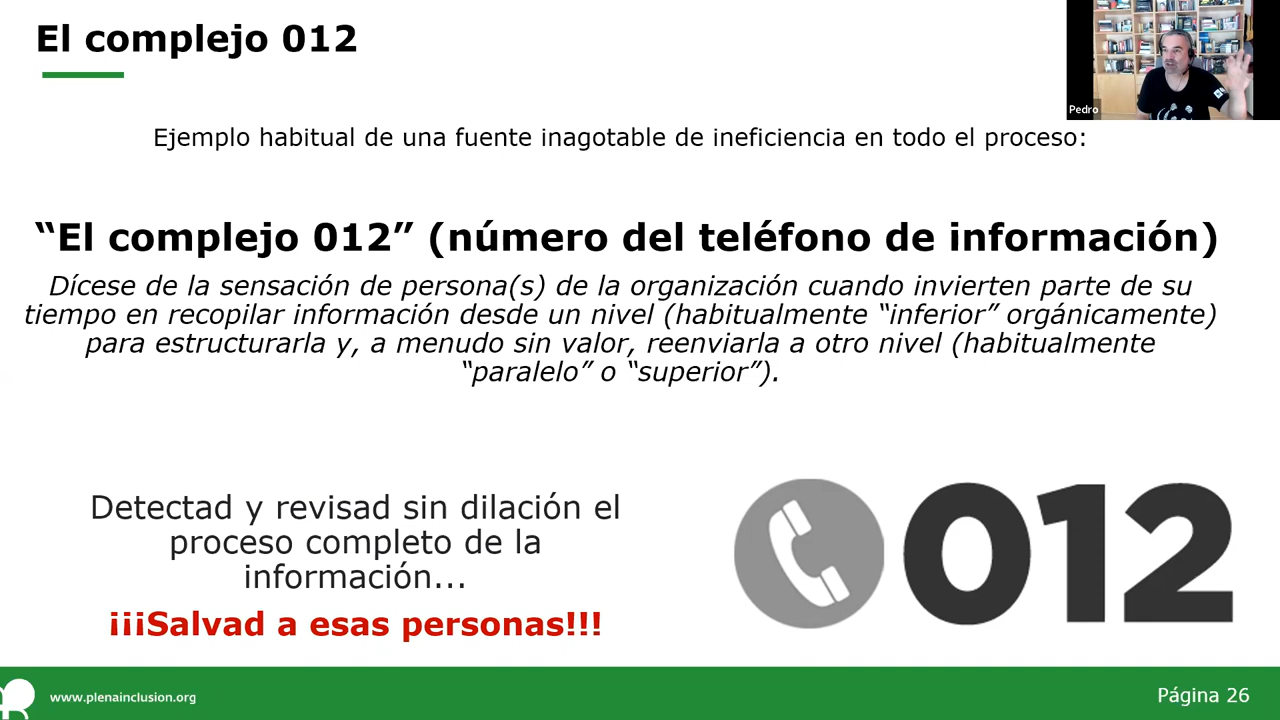 El complejo 012
Pedro
Ejemplo habitual de una fuente inagotable de ineficiencia en todo el proceso:
“El complejo 012” (número del teléfono de información)
Dícese de la sensación de persona(s) de la organización cuando invierten parte de su
tiempo en recopilar información desde un nivel (habitualmente “inferior” orgánicamente)
para estructurarla y, a menudo sin valor, reenviarla a otro nivel (habitualmente
“paralelo” o “superior”).
Detectad y revisad sin dilación el
proceso completo de la
información...
¡¡¡Salvad a esas personas!!!
012
www.plenainclusion.org
Página 26